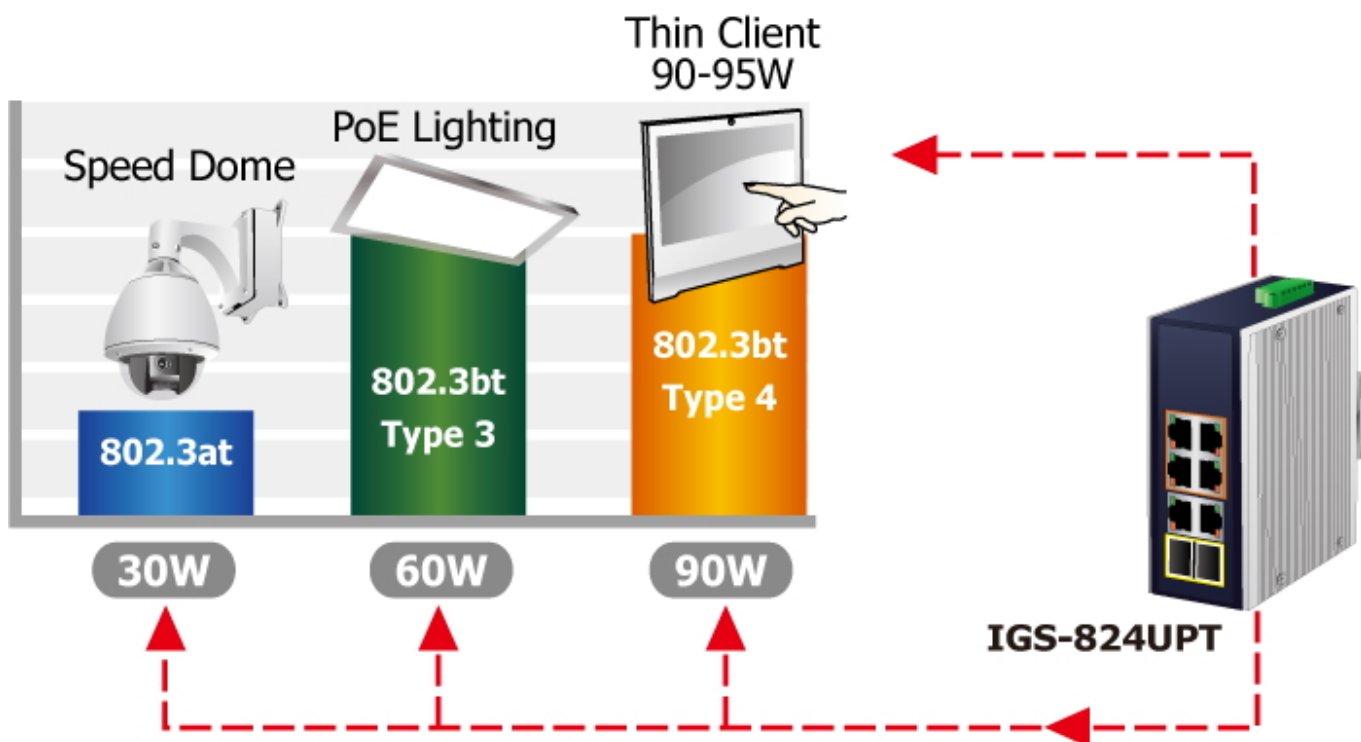 Thin Client
90-95W
PoE Lighting
Speed Dome
802.3at
802.3bt
Type 3
802.3bt
Type 4
30W
60W
90W
IGS-824UPT